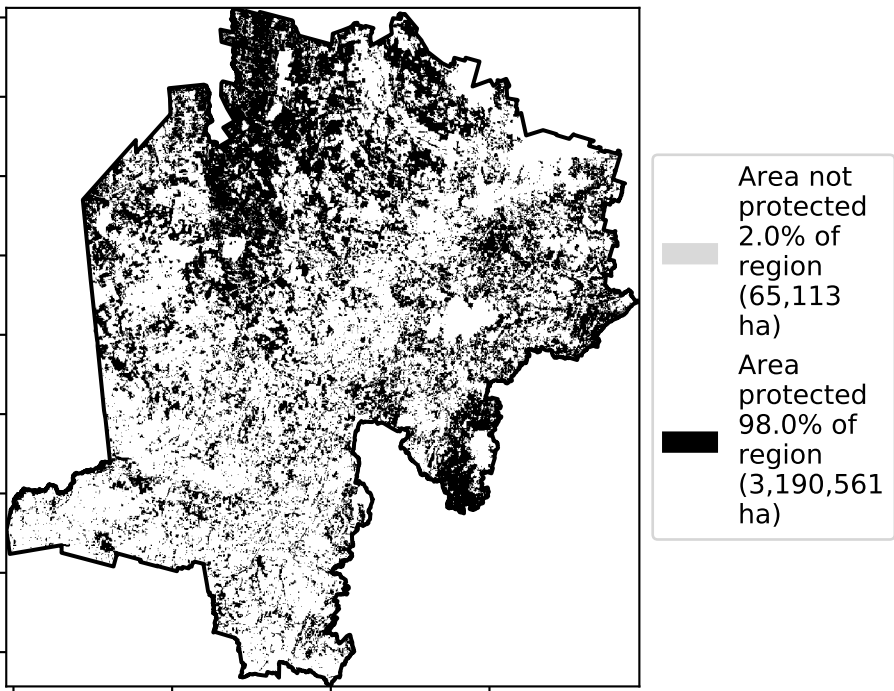 Area not
protected
2.0% of
region
(65,113
ha)
Area
protected
98.0% of
region
(3,190,561
ha)